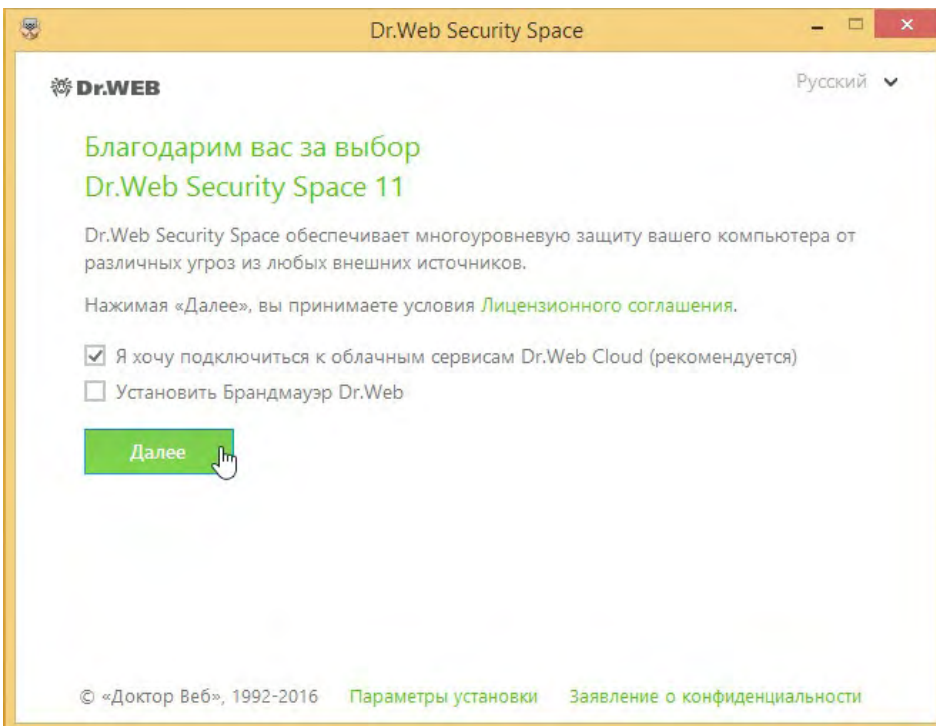 Dr.Web Security Space
Dr.WEB
Русский
Благодарим вас за выбор
Dr.Web Security Space 11
Dr.Web Security Space обеспечивает многоуровневую защиту вашего компьютера от
различных угроз из любых внешних источников.
Нажимая «Далее», вы принимаете условия Лицензионного соглашения.
Я хочу подключиться к облачным сервисам Dr.Web Cloud (рекомендуется)
Установить Брандмауэр Dr.Web
Далее
© «Доктор Веб», 1992-2016 Параметры установки Заявление о конфиденциальности